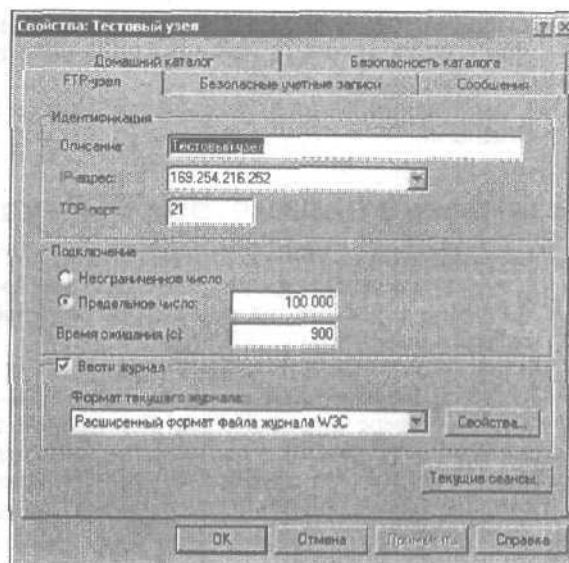 Свойства: Тестовый узел
Домашний каталог
Безопасность каталога
FTP-узел
Безопасные учетные записи
Сообщения
Идентификация
Описание:
Тестовый узел
IP-адрес:
169.254.216.252
TCP-порт:
21
Подключение
Неограниченное число
Предельное число:
100 000
Время ожидания (с):
900
Вести журнал
Формат текущего журнала:
Расширенный формат файла журнала W3C
Свойства...
Текущие сеансы...
OK
Отмена
Применить
Справка